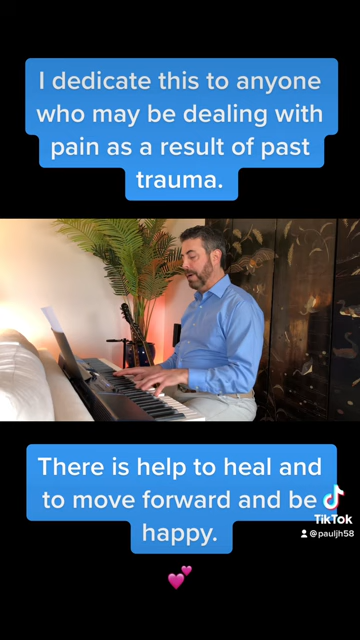 I dedicate this to anyone
who may be dealing with
pain as a result of past
trauma.
There is help to heal and
to move forward and be
happy.
TikTok
@pauljh58